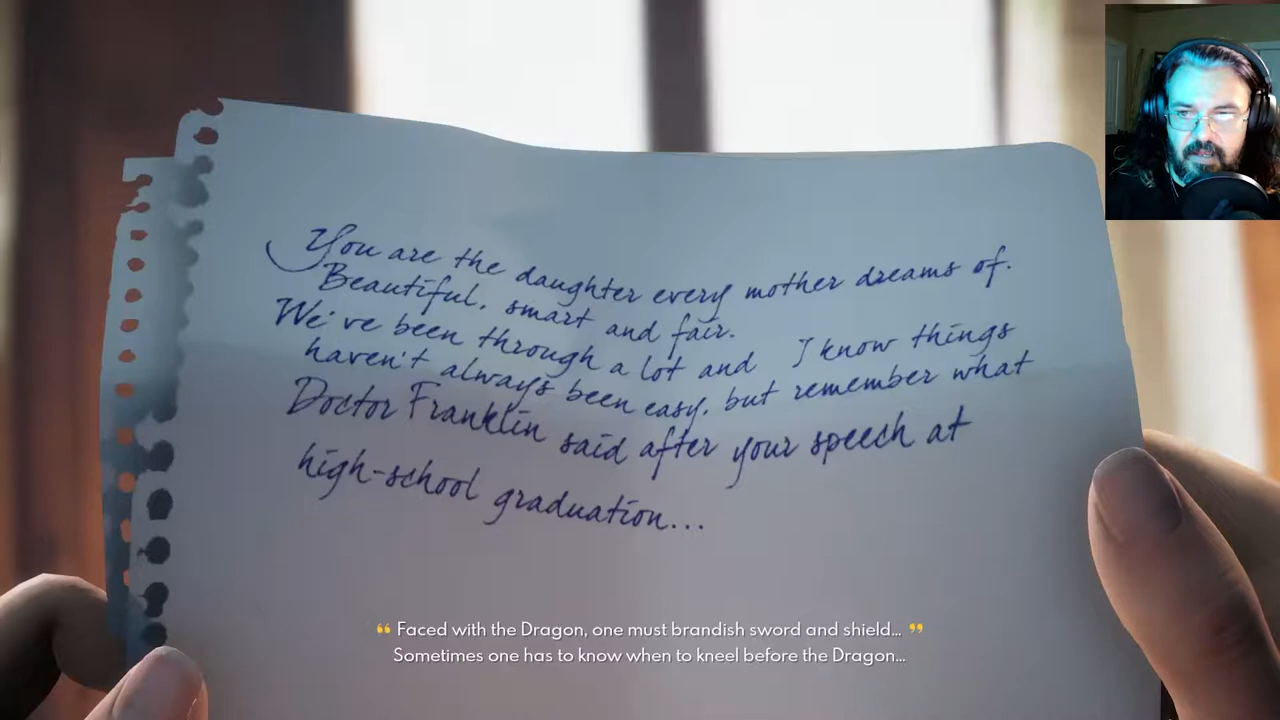 You are the daughter every mother dreams of.
Beautiful, smart and fair.
We've been through a lot and I know things
haven't always been easy, but remember what
Doctor Franklin said after your speech at
high-school graduation...
“ Faced with the Dragon, one must brandish sword and shield... ”
Sometimes one has to know when to kneel before the Dragon...